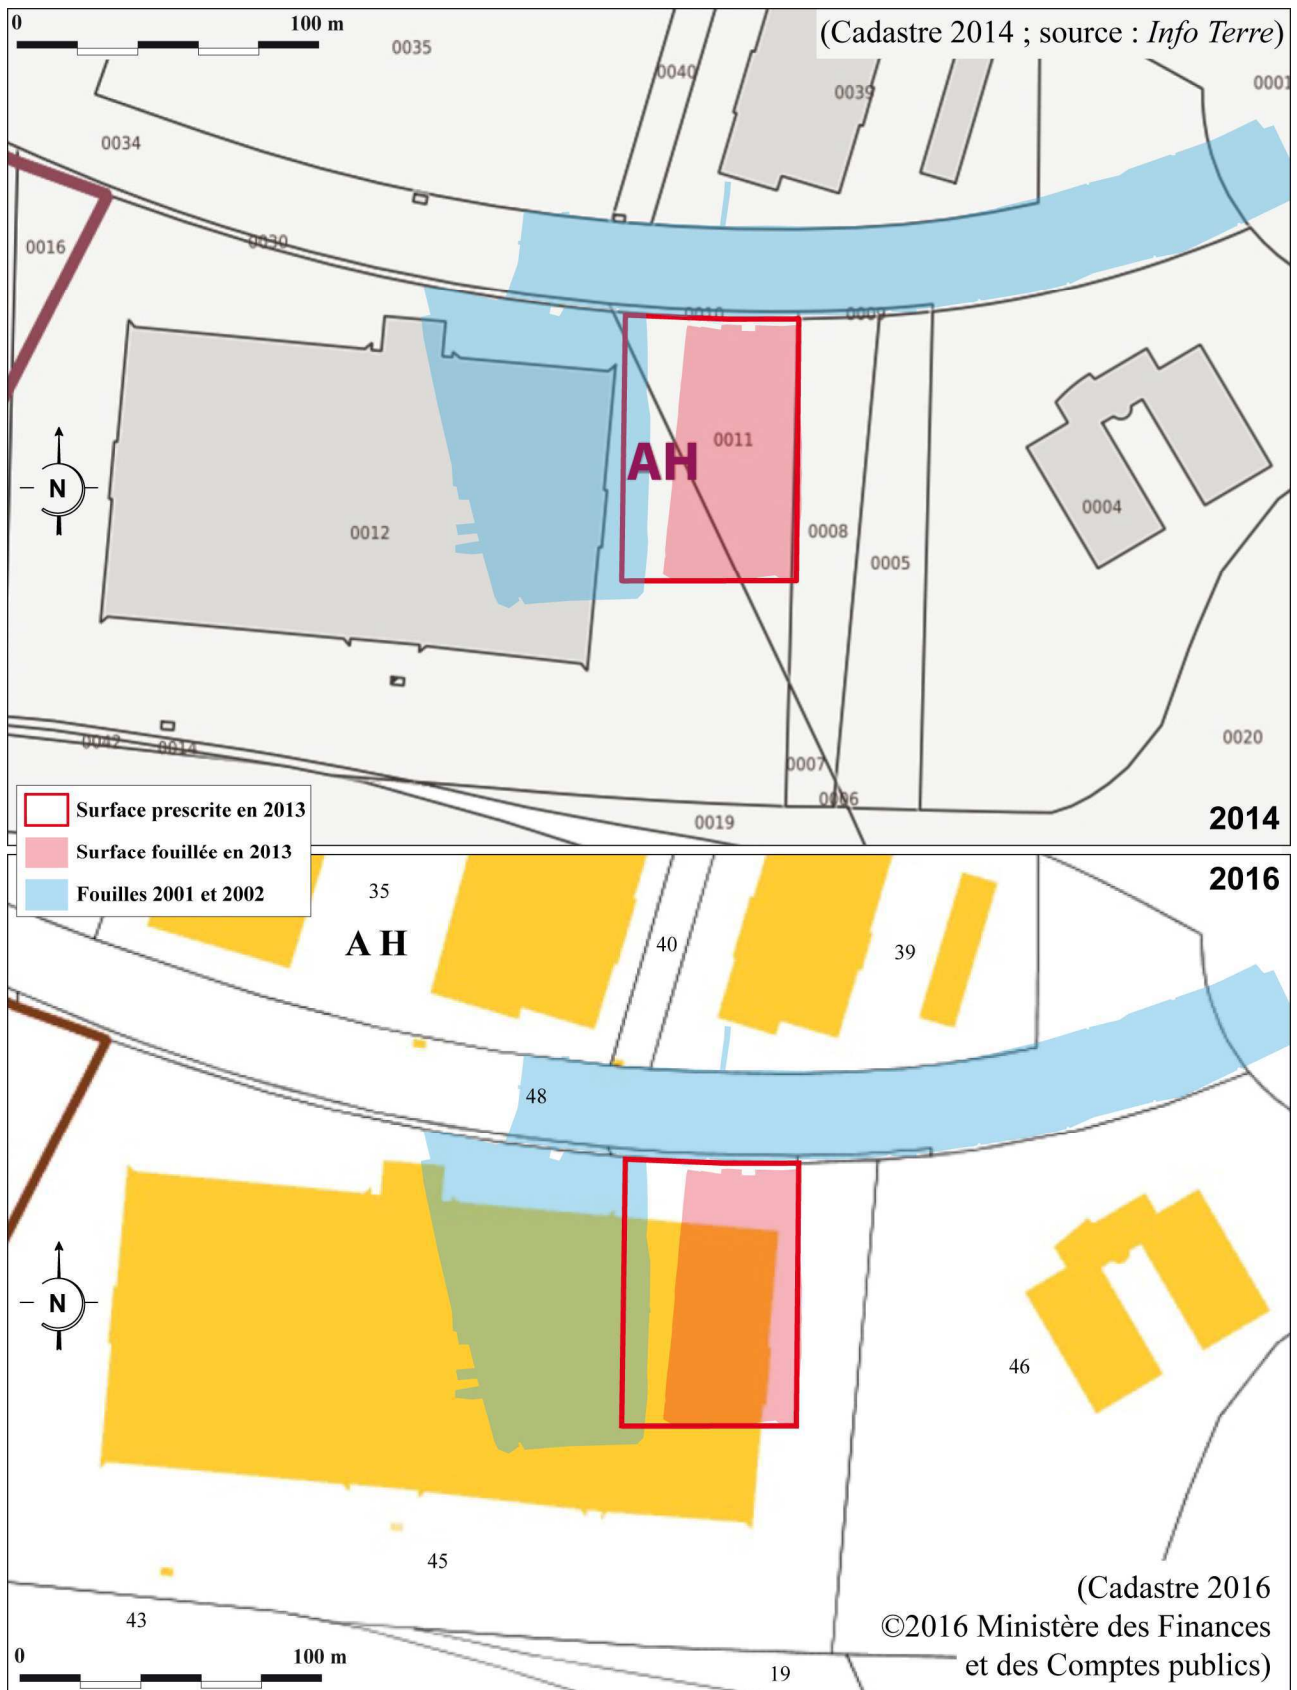 0 100 m
(Cadastre 2014 ; source : Info Terre)
0035
0040
0039
0001
0034
0016
0030
0010
0009
AH
0011
N
0012
0008
0005
0004
0042
0014
0007
0006
0020
0019
2014
Surface prescrite en 2013
Surface fouillée en 2013
Fouilles 2001 et 2002
2016
35
A H
40
39
48
N
46
45
43
19
0 100 m
(Cadastre 2016
©2016 Ministère des Finances
et des Comptes publics)